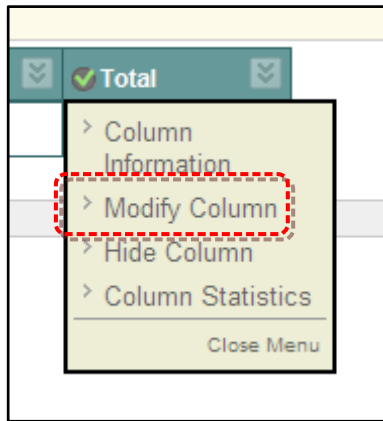 Total
> Column
Information
> Modify Column
> Hide Column
> Column Statistics
Close Menu